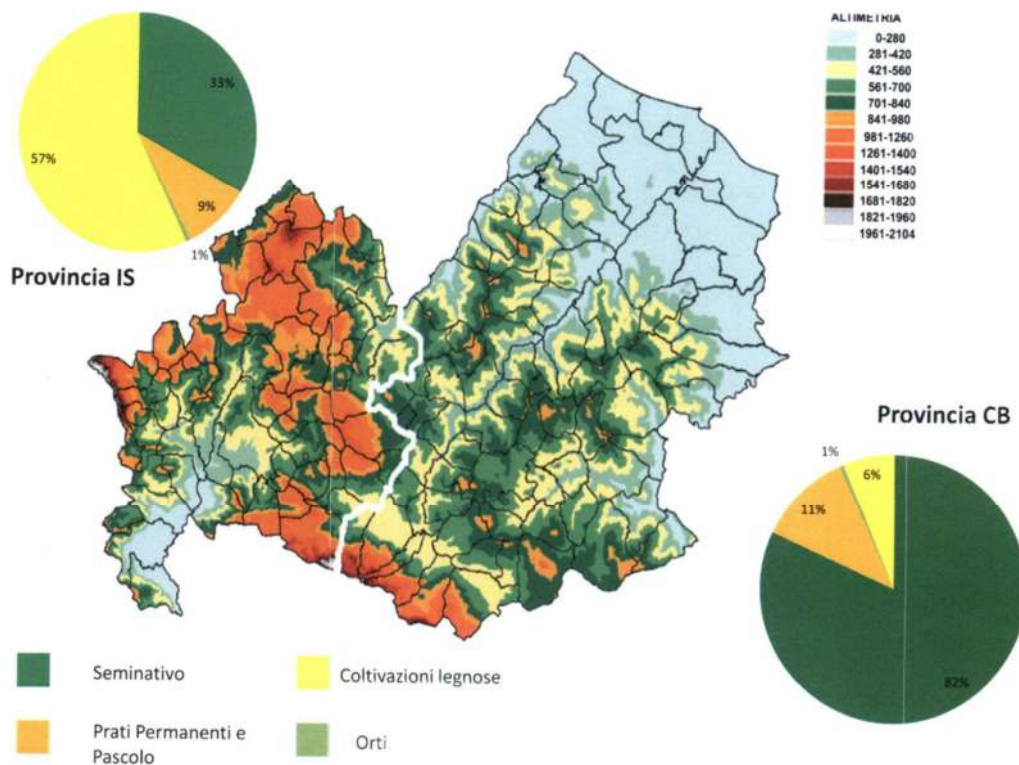 ALTIMETRIA
0-280
281-420
421-560
561-700
701-840
841-980
981-1260
1261-1400
1401-1540
1541-1680
1681-1820
1821-1960
1961-2104
33%
57%
9%
1%
Provincia IS
Provincia CB
1%
6%
11%
82%
Seminativo
Coltivazioni legnose
Prati Permanenti e
Pascolo
Orti